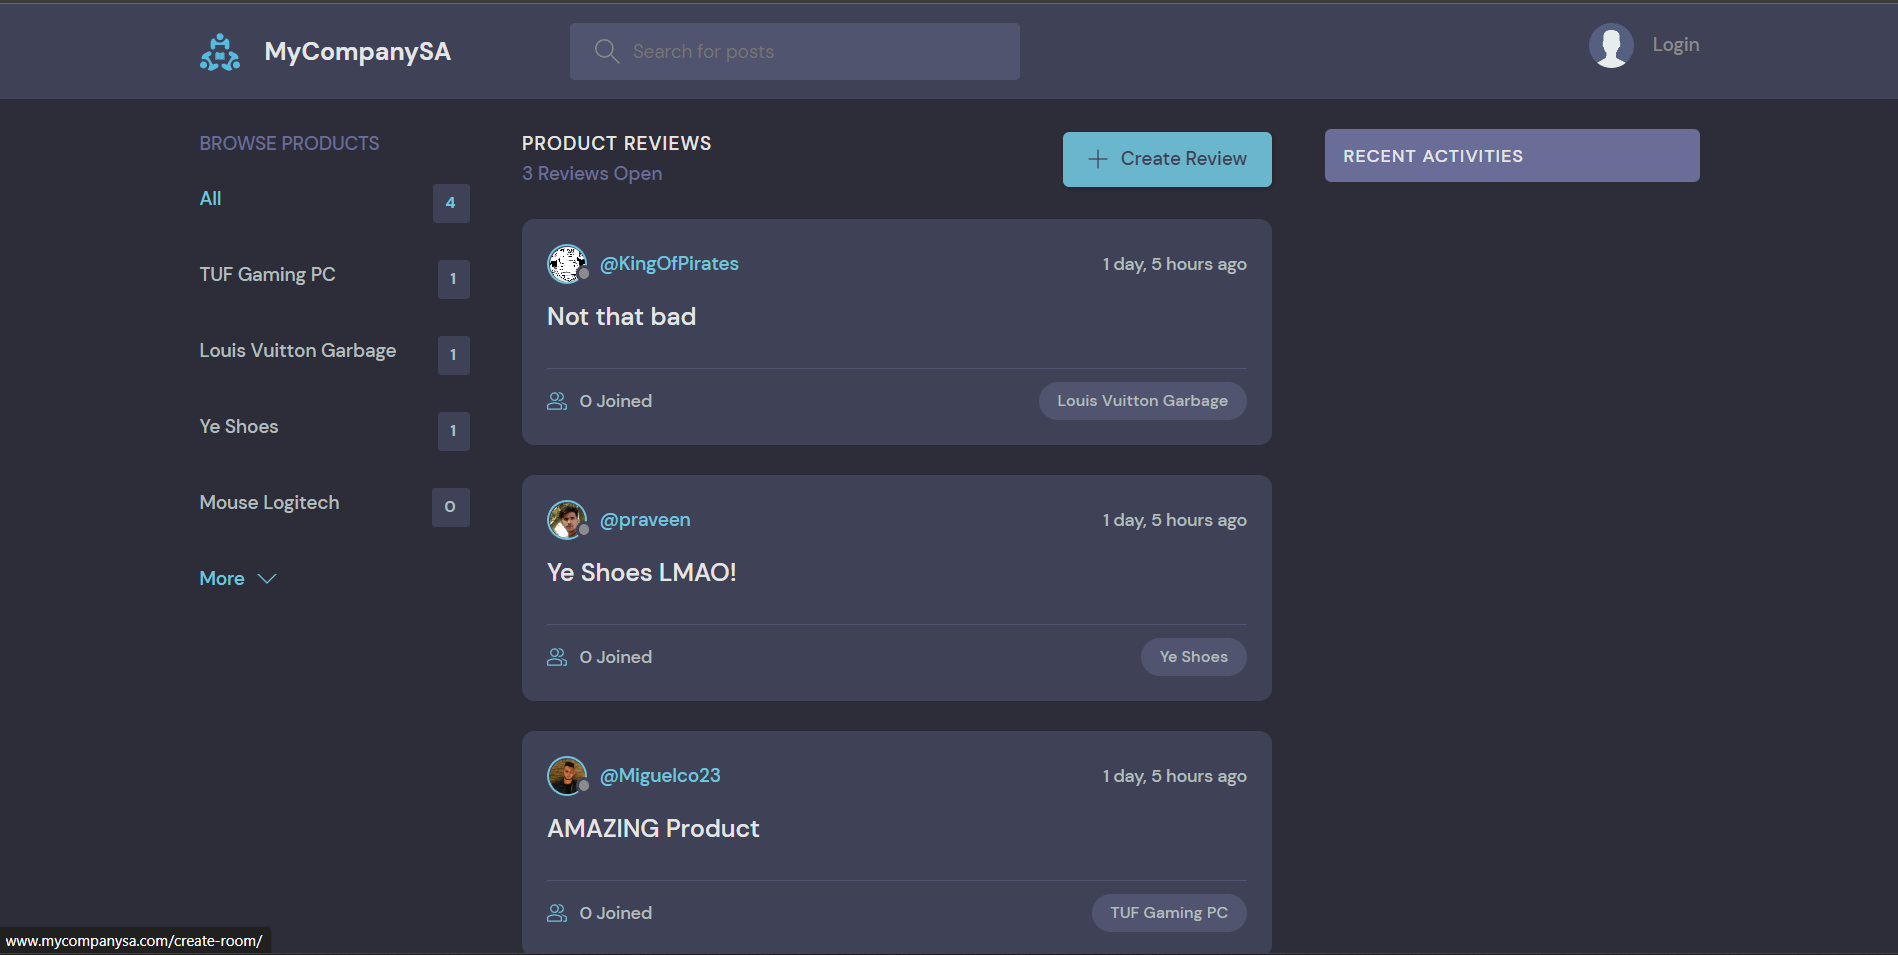 MyCompanySA
Search for posts
Login
BROWSE PRODUCTS
All
4
TUF Gaming PC
1
Louis Vuitton Garbage
1
Ye Shoes
1
Mouse Logitech
0
More
PRODUCT REVIEWS
3 Reviews Open
Create Review
@KingOfPirates
1 day, 5 hours ago
Not that bad
0 Joined
Louis Vuitton Garbage
@praveen
1 day, 5 hours ago
Ye Shoes LMAO!
0 Joined
Ye Shoes
@Miguelco23
1 day, 5 hours ago
AMAZING Product
0 Joined
TUF Gaming PC
RECENT ACTIVITIES
www.mycompanysa.com/create-room/